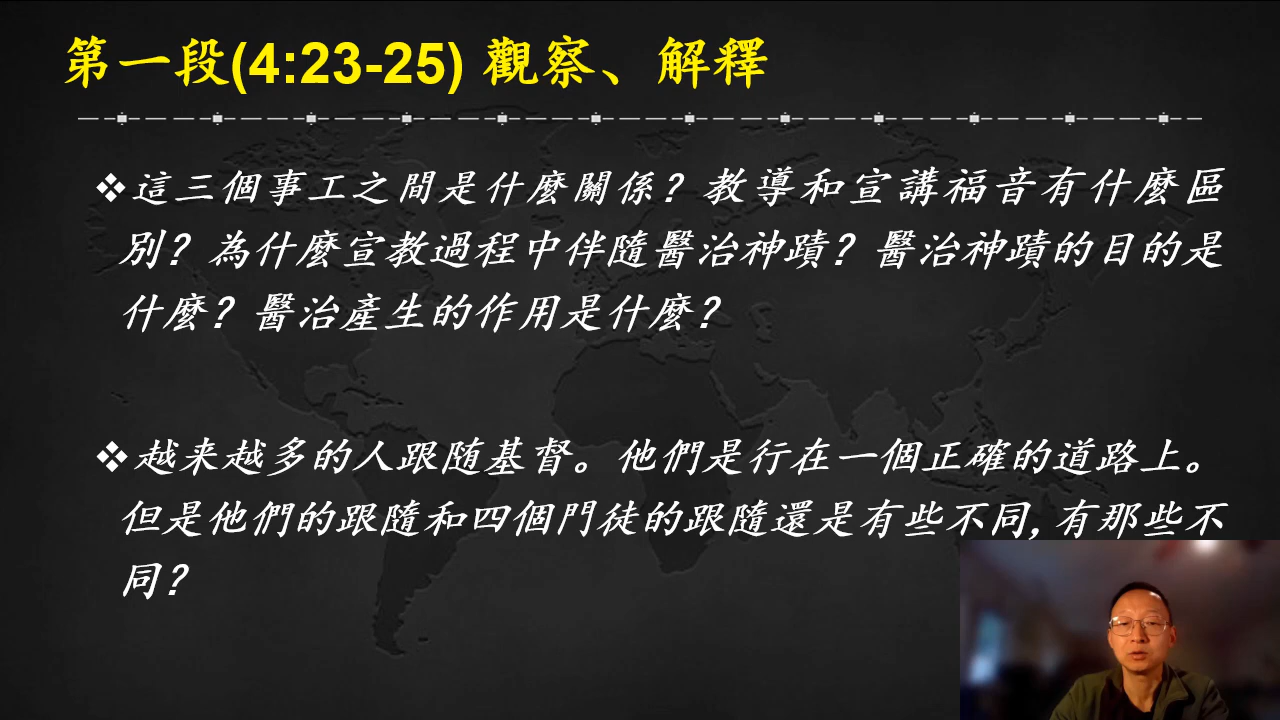 第一段(4:23-25) 觀察、解釋
❖這三個事工之間是什麼關係？教導和宣講福音有什麼區
別？為什麼宣教過程中伴隨醫治神蹟？醫治神蹟的目的是
什麼？醫治產生的作用是什麼？
❖越来越多的人跟随基督。他們是行在一個正確的道路上。
但是他們的跟隨和四個門徒的跟隨還是有些不同,有那些不
同？